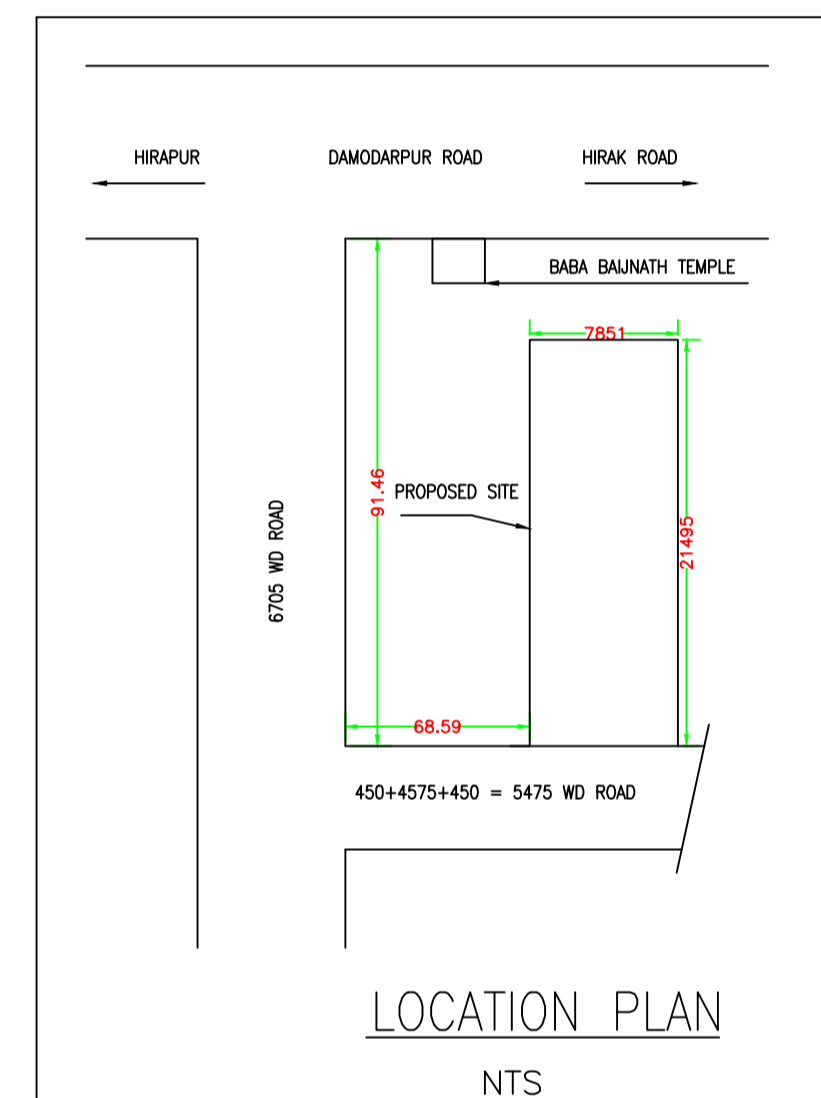 HIRAPUR
DAMODARPUR ROAD
HIRAK ROAD
BABA BAIJNATH TEMPLE
7851
91.46
PROPOSED SITE
6705 WD ROAD
21495
68.59
450+4575+450 = 5475 WD ROAD
LOCATION PLAN
NTS